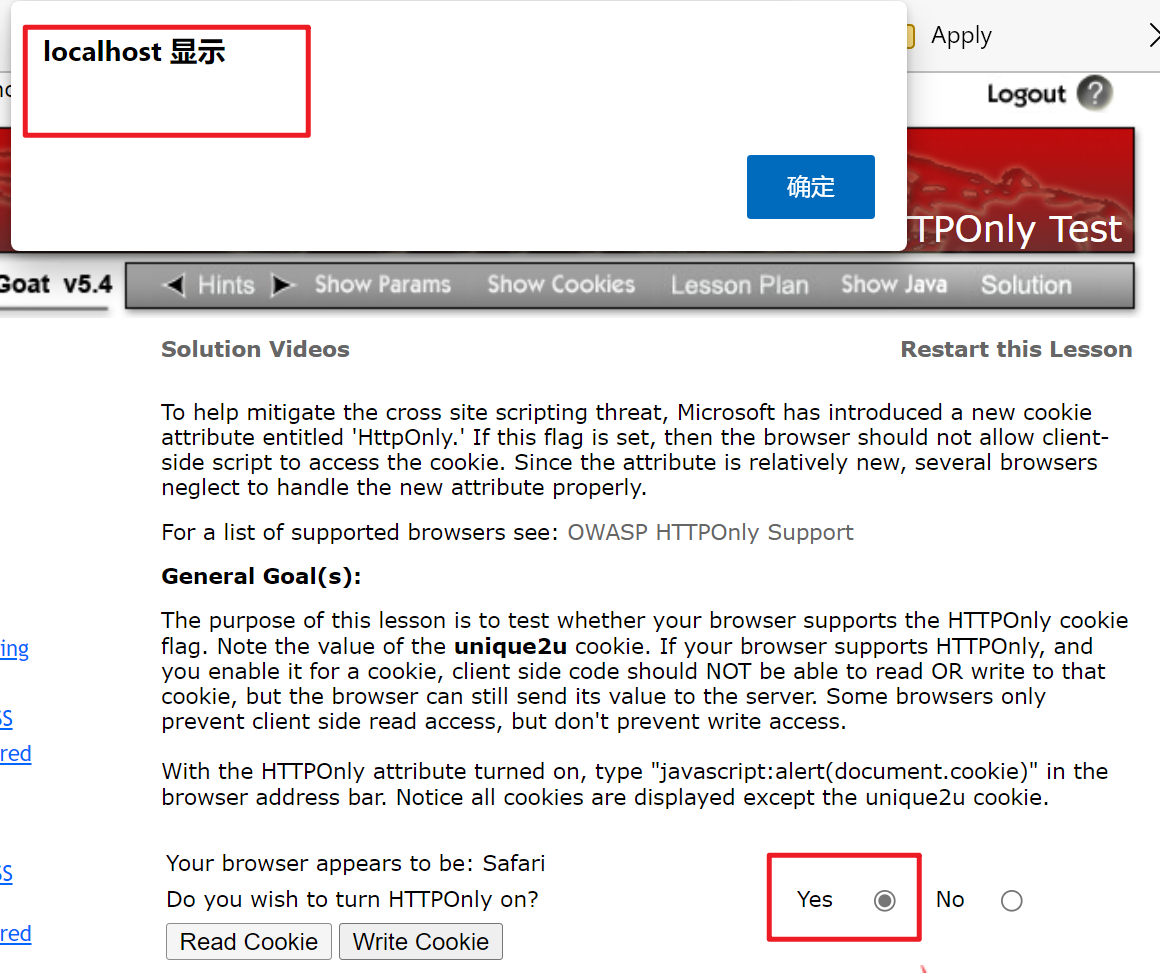 localhost 显示
确定
Apply
Logout ?
TTPOnly Test
Goat v5.4
Hints Show Params Show Cookies Lesson Plan Show Java Solution
Solution Videos
Restart this Lesson
To help mitigate the cross site scripting threat, Microsoft has introduced a new cookie
attribute entitled 'HttpOnly.' If this flag is set, then the browser should not allow client-
side script to access the cookie. Since the attribute is relatively new, several browsers
neglect to handle the new attribute properly.
For a list of supported browsers see: OWASP HTTPOnly Support
General Goal(s):
The purpose of this lesson is to test whether your browser supports the HTTPOnly cookie
flag. Note the value of the unique2u cookie. If your browser supports HTTPOnly, and
you enable it for a cookie, client side code should NOT be able to read OR write to that
cookie, but the browser can still send its value to the server. Some browsers only
prevent client side read access, but don't prevent write access.
With the HTTPOnly attribute turned on, type "javascript:alert(document.cookie)" in the
browser address bar. Notice all cookies are displayed except the unique2u cookie.
Your browser appears to be: Safari
Do you wish to turn HTTPOnly on? Yes No
Read Cookie Write Cookie
ing
SS
red
SS
red